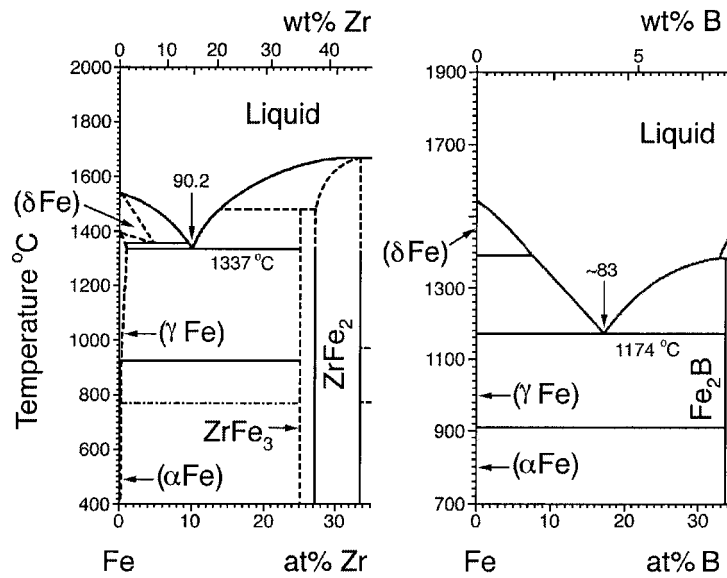 wt% Zr
0 10 20 30 40
2000
1800
1600
1400
1200
1000
800
600
400
Temperature °C
Liquid
90.2
(δFe)
1337 °C
(γ Fe)
ZrFe2
ZrFe3
(αFe)
0 10 20 30
Fe at% Zr
wt% B
0 5
1900
1700
1300
1100
900
700
Liquid
(δFe)
~83
1174 °C
(γ Fe)
Fe2B
(αFe)
0 10 20 30
Fe at% B